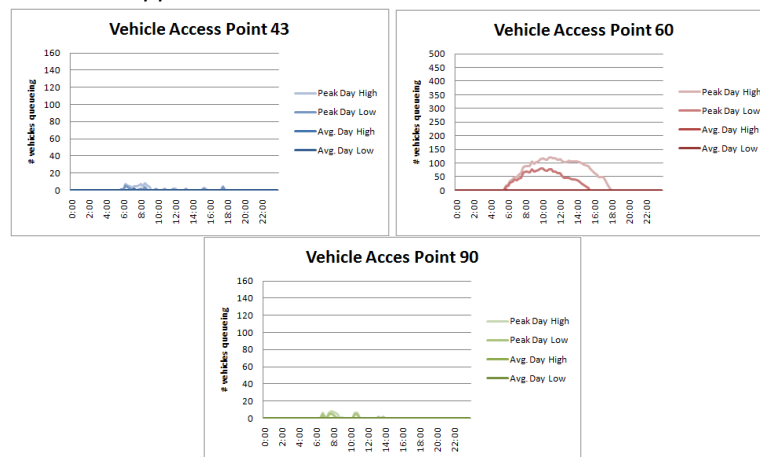 Vehicle Access Point 43
160
140
120
100
80
60
40
20
0
# vehicles queueing
0:00 2:00 4:00 6:00 8:00 10:00 12:00 14:00 16:00 18:00 20:00 22:00
Peak Day High
Peak Day Low
Avg. Day High
Avg. Day Low
Vehicle Access Point 60
500
450
400
350
300
250
200
150
100
50
0
# vehicles queueing
0:00 2:00 4:00 6:00 8:00 10:00 12:00 14:00 16:00 18:00 20:00 22:00
Peak Day High
Peak Day Low
Avg. Day High
Avg. Day Low
Vehicle Acces Point 90
160
140
120
100
80
60
40
20
0
# vehicles queueing
0:00 2:00 4:00 6:00 8:00 10:00 12:00 14:00 16:00 18:00 20:00 22:00
Peak Day High
Peak Day Low
Avg. Day High
Avg. Day Low